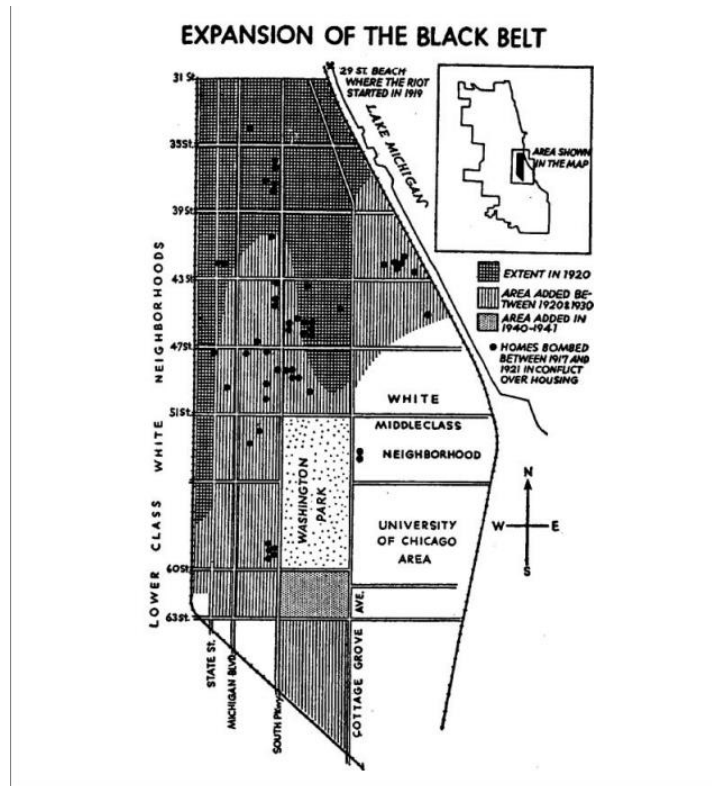 EXPANSION OF THE BLACK BELT
29 ST. BEACH
WHERE THE RIOT
STARTED IN 1919
LAKE MICHIGAN
AREA SHOWN
IN THE MAP
31 St.
35St.
39St.
43St.
47St.
51St.
60St.
63St.
LOWER CLASS WHITE NEIGHBORHOODS
EXTENT IN 1920
AREA ADDED BE-
TWEEN 1920&1930
AREA ADDED IN
1940-1941
HOMES BOMBED
BETWEEN 1917 AND
1921 IN CONFLICT
OVER HOUSING
WHITE
MIDDLECLASS
NEIGHBORHOOD
WASHINGTON
PARK
UNIVERSITY
OF CHICAGO
AREA
N
W
E
S
STATE St.
MICHIGAN BLVD.
SOUTH PKwy.
COTTAGE GROVE AVE.